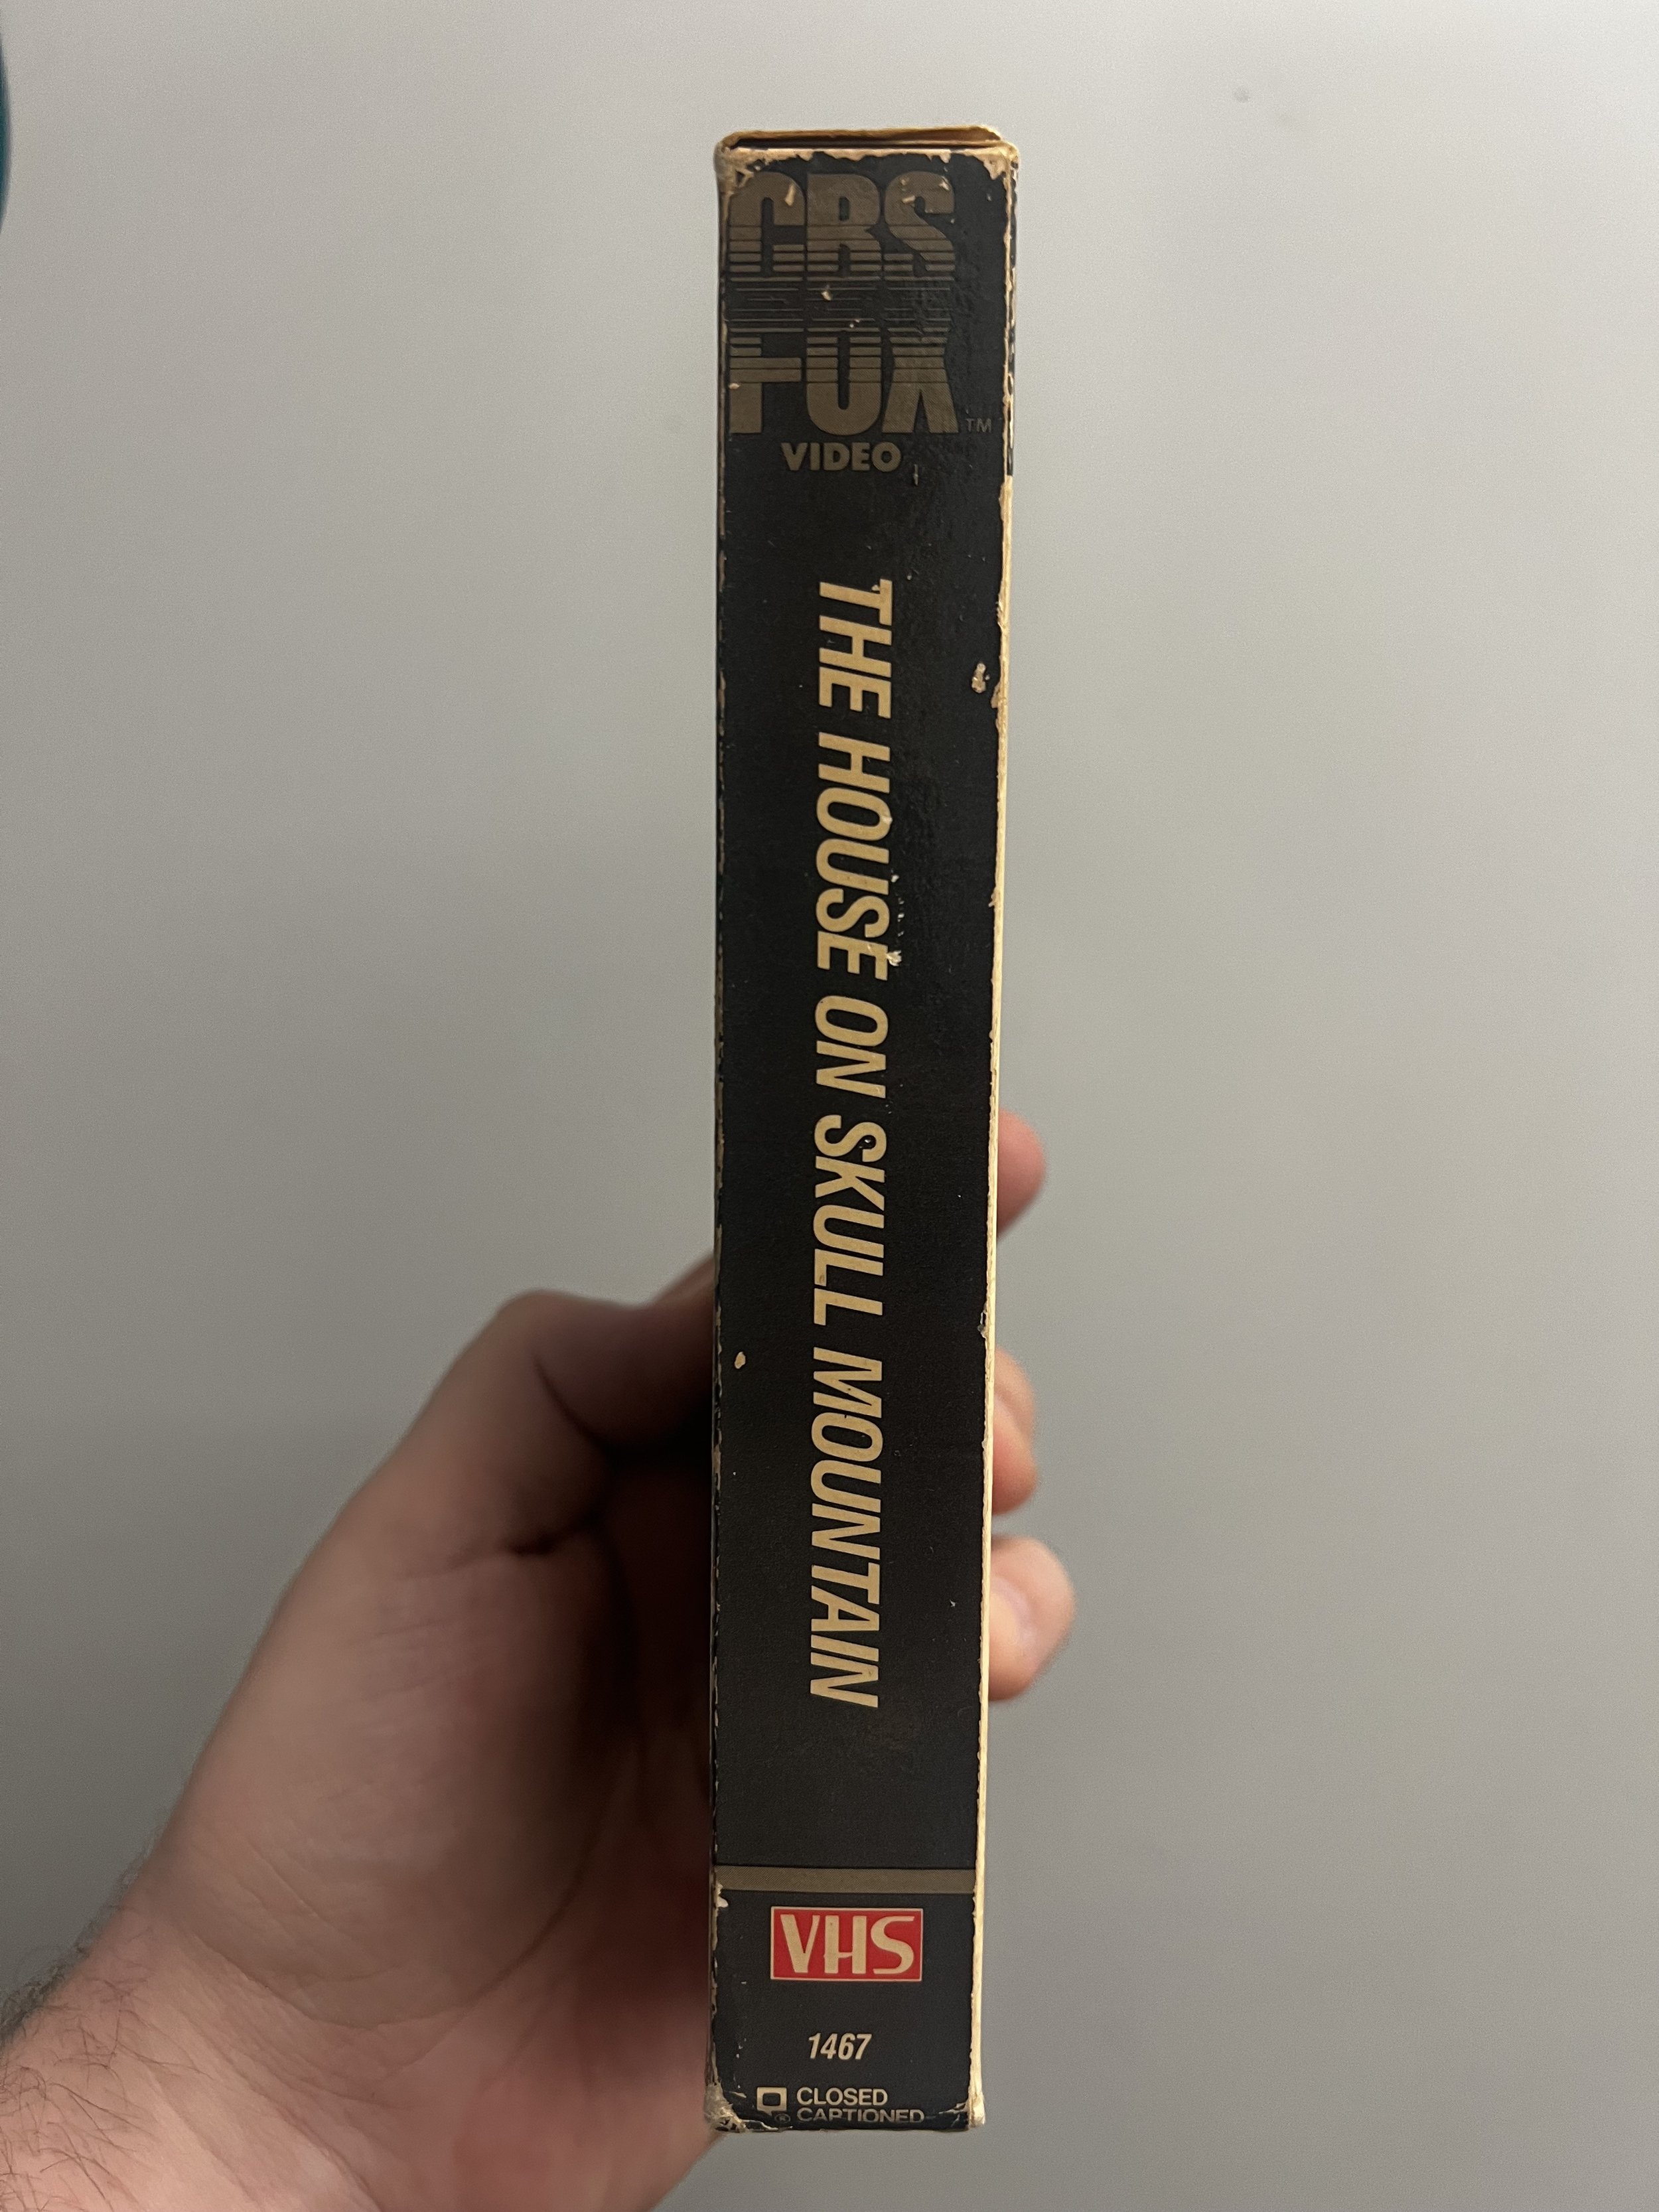 CBS
FOX
™
VIDEO
THE HOUSE ON SKULL MOUNTAIN
VHS
1467
CLOSED
CAPTIONED
®